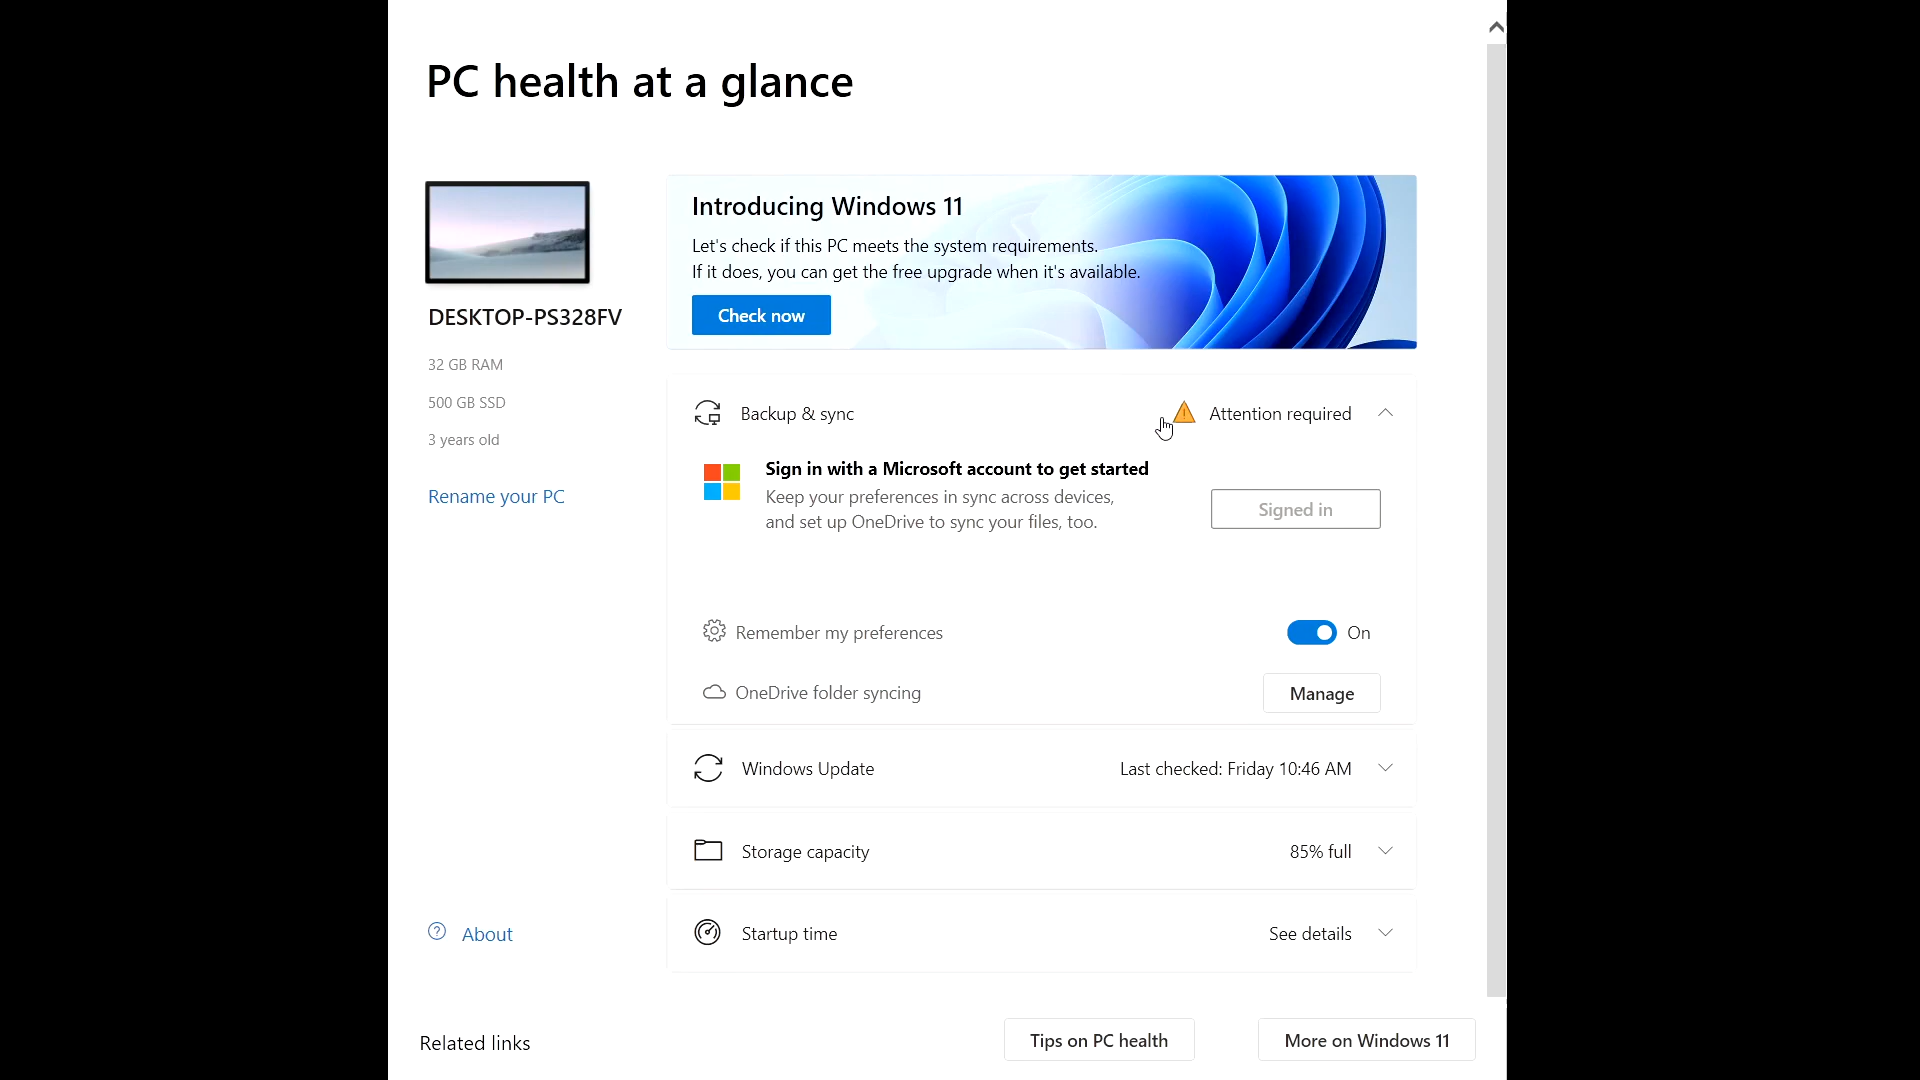 PC health at a glance
DESKTOP-PS328FV
32 GB RAM
500 GB SSD
3 years old
Rename your PC
About
Introducing Windows 11
Let's check if this PC meets the system requirements.
If it does, you can get the free upgrade when it's available.
Check now
Backup & sync
Attention required
Sign in with a Microsoft account to get started
Keep your preferences in sync across devices,
and set up OneDrive to sync your files, too.
Signed in
Remember my preferences
On
OneDrive folder syncing
Manage
Windows Update
Last checked: Friday 10:46 AM
Storage capacity
85% full
Startup time
See details
Related links
Tips on PC health
More on Windows 11